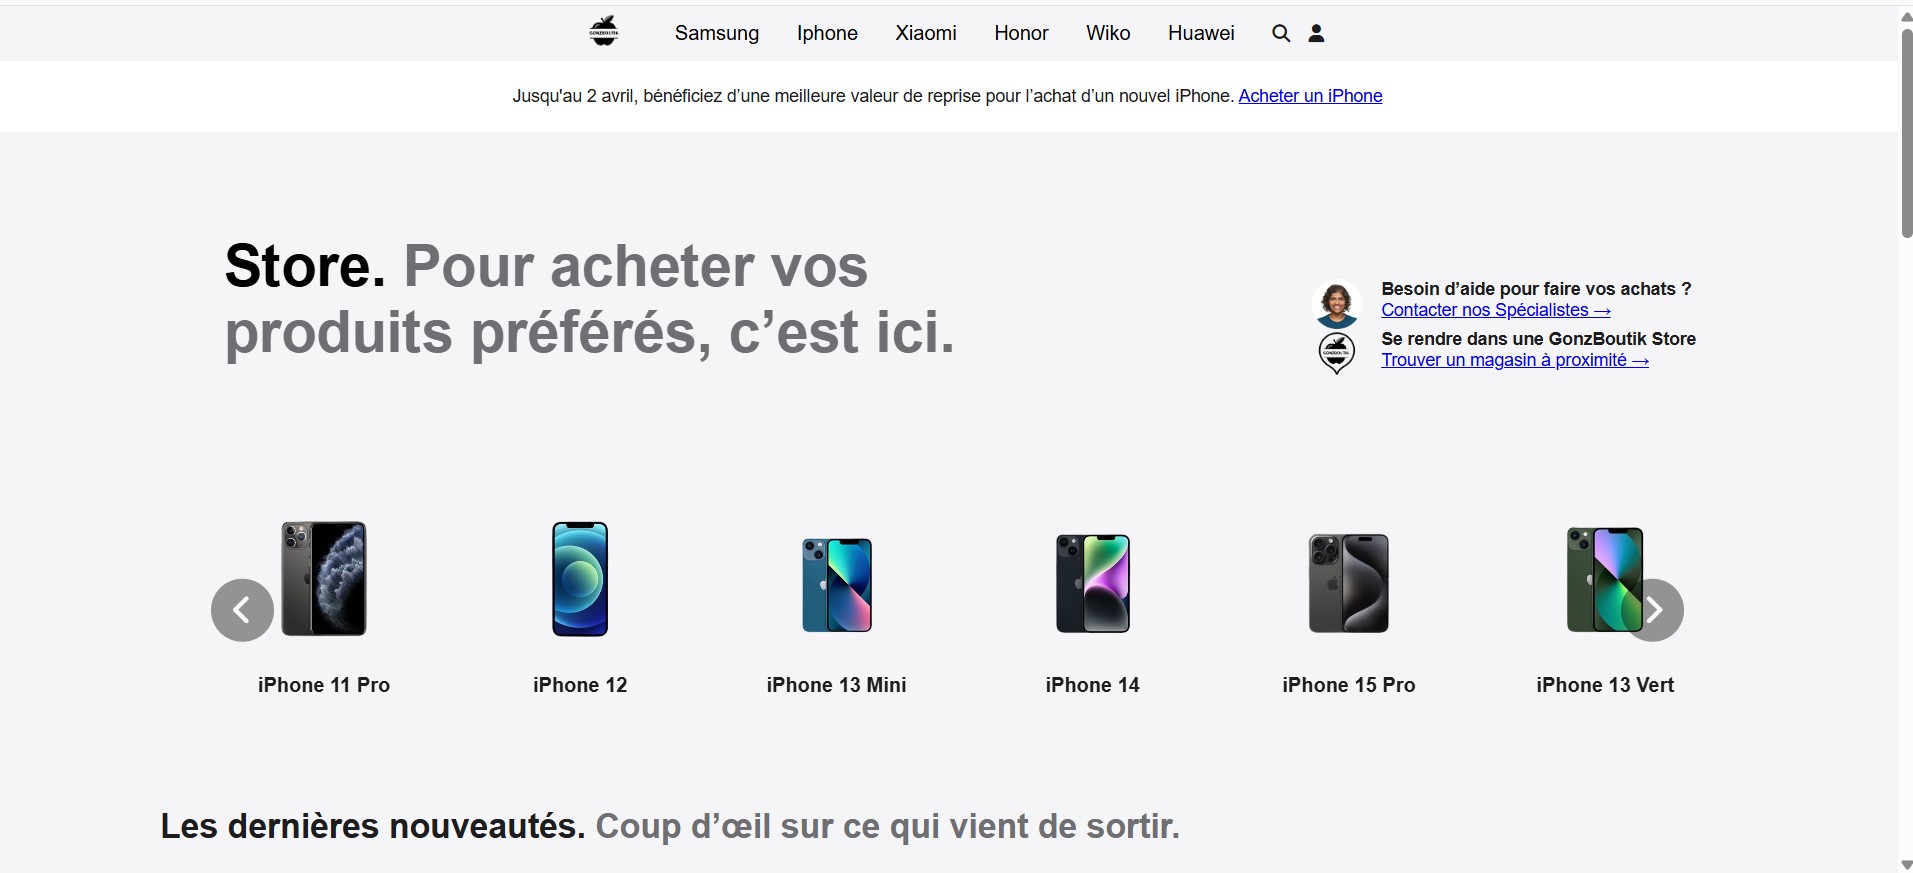 GONZBOUTIK
Samsung Iphone Xiaomi Honor Wiko Huawei
Jusqu'au 2 avril, bénéficiez d’une meilleure valeur de reprise pour l’achat d’un nouvel iPhone. Acheter un iPhone
Store. Pour acheter vos
produits préférés, c’est ici.
Besoin d’aide pour faire vos achats ?
Contacter nos Spécialistes →
Se rendre dans une GonzBoutik Store
Trouver un magasin à proximité →
GONZBOUTIK
iPhone 11 Pro iPhone 12 iPhone 13 Mini iPhone 14 iPhone 15 Pro iPhone 13 Vert
Les dernières nouveautés. Coup d’œil sur ce qui vient de sortir.